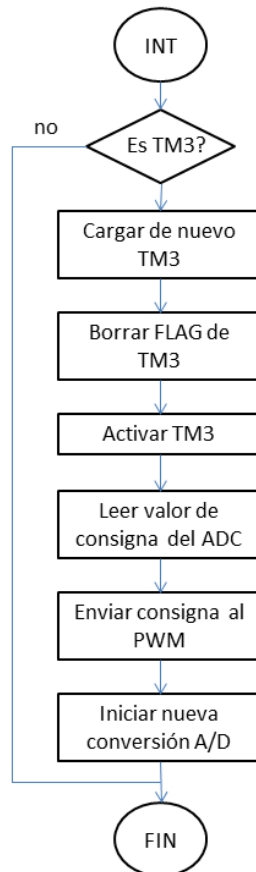 INT
no
Es TM3?
Cargar de nuevo
TM3
Borrar FLAG de
TM3
Activar TM3
Leer valor de
consigna del ADC
Enviar consigna al
PWM
Iniciar nueva
conversión A/D
FIN